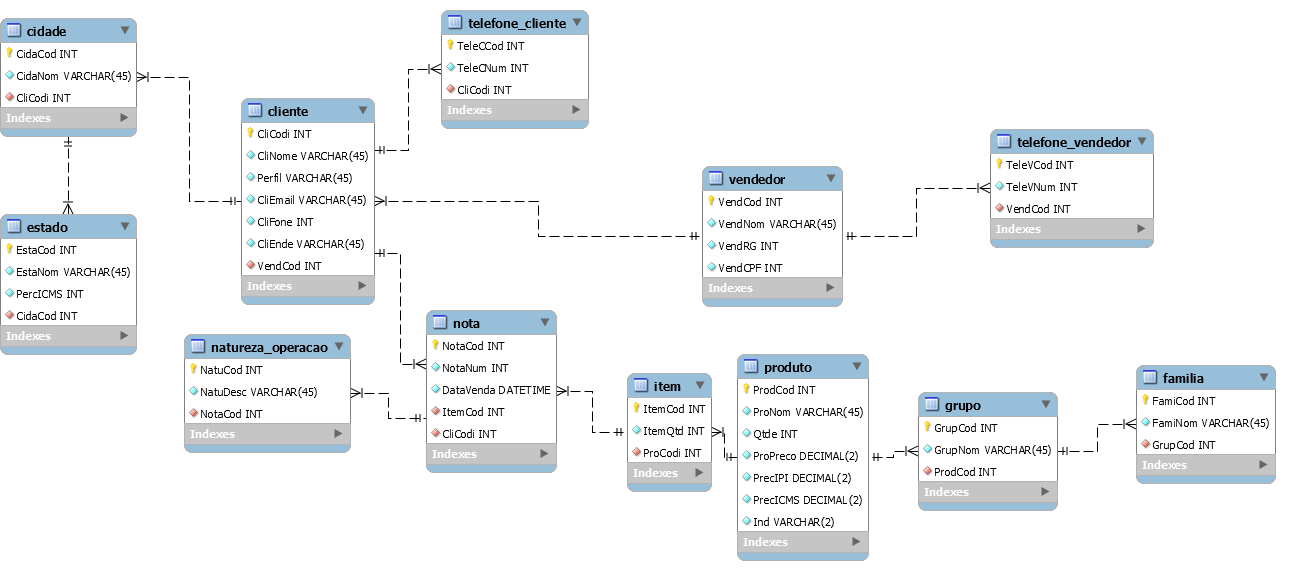 cidade
CidaCod INT
CidaNom VARCHAR(45)
CliCodi INT
Indexes
estado
EstaCod INT
EstaNom VARCHAR(45)
PercICMS INT
CidaCod INT
Indexes
cliente
CliCodi INT
CliNome VARCHAR(45)
Perfil VARCHAR(45)
CliEmail VARCHAR(45)
CliFone INT
CliEnde VARCHAR(45)
VendCod INT
Indexes
telefone_cliente
TeleCCod INT
TeleCNum INT
CliCodi INT
Indexes
vendedor
VendCod INT
VendNom VARCHAR(45)
VendRG INT
VendCPF INT
Indexes
telefone_vendedor
TeleVCod INT
TeleVNum INT
VendCod INT
Indexes
natureza_operacao
NatuCod INT
NatuDesc VARCHAR(45)
NotaCod INT
Indexes
nota
NotaCod INT
NotaNum INT
DataVenda DATETIME
ItemCod INT
CliCodi INT
Indexes
item
ItemCod INT
ItemQtd INT
ProCodi INT
Indexes
produto
ProdCod INT
ProNom VARCHAR(45)
Qtde INT
ProPreco DECIMAL(2)
PrecIPI DECIMAL(2)
PrecICMS DECIMAL(2)
Ind VARCHAR(2)
Indexes
grupo
GrupCod INT
GrupNom VARCHAR(45)
ProdCod INT
Indexes
familia
FamiCod INT
FamiNom VARCHAR(45)
GrupCod INT
Indexes